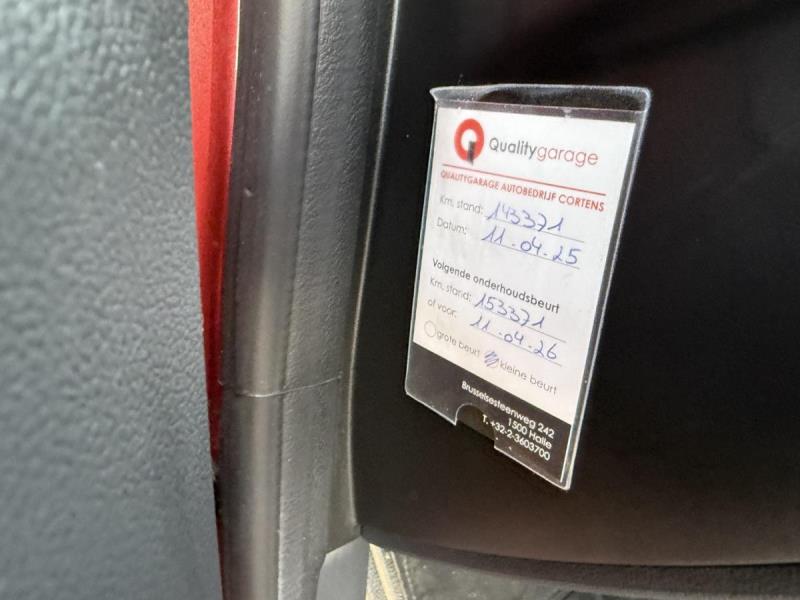 Qualitygarage
QUALITYGARAGE AUTOBEDRIJF CORTENS
Km. stand: 143371
Datum: 11-04-25
Volgende onderhoudsbeurt
Km. stand: 153371
of voor: 11-04-26
grote beurt kleine beurt
Brusselsesteenweg 242
1500 Halle
T. +32-2-3603700